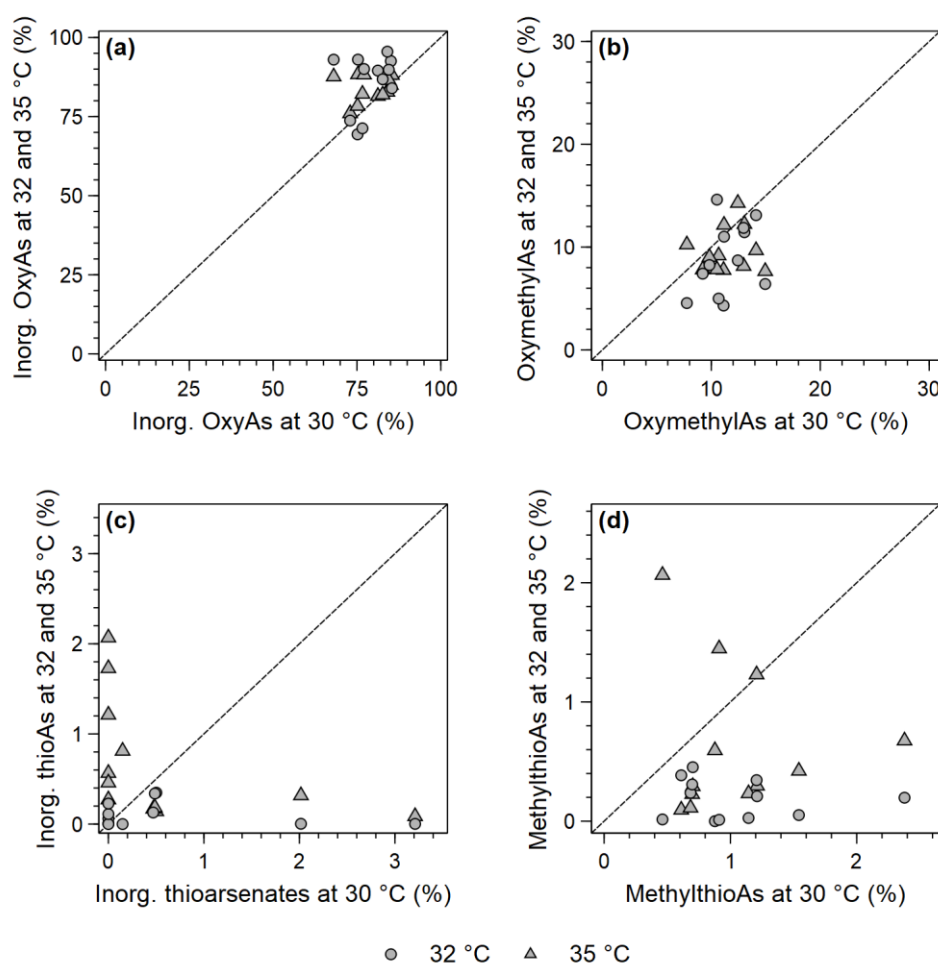 (a)
Inorg. OxyAs at 32 and 35 °C (%)
100
75
50
25
0
0 25 50 75 100
Inorg. OxyAs at 30 °C (%)
(b)
OxymethylAs at 32 and 35 °C (%)
30
20
10
0
0 10 20 30
OxymethylAs at 30 °C (%)
(c)
Inorg. thioAs at 32 and 35 °C (%)
3
2
1
0
0 1 2 3
Inorg. thioarsenates at 30 °C (%)
(d)
MethylthioAs at 32 and 35 °C (%)
2
1
0
0 1 2
MethylthioAs at 30 °C (%)
32 °C 35 °C